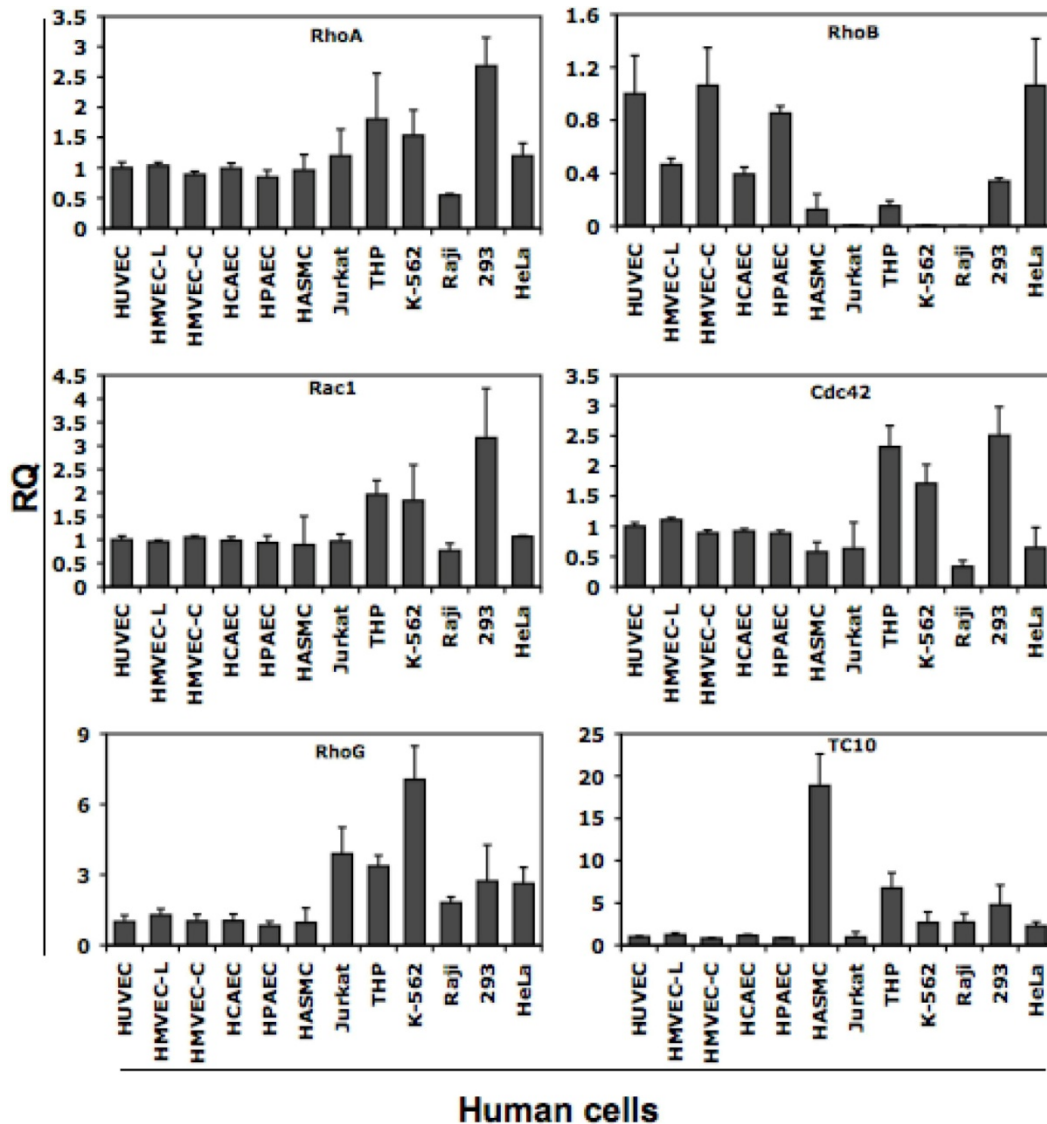 RQ
RhoA
3.5
3
2.5
2
1.5
1
0.5
0
HUVEC
HMVEC-L
HMVEC-C
HCAEC
HPAEC
HASMC
Jurkat
THP
K-562
Raji
293
HeLa
RhoB
1.6
1.2
0.8
0.4
0
HUVEC
HMVEC-L
HMVEC-C
HCAEC
HPAEC
HASMC
Jurkat
THP
K-562
Raji
293
HeLa
Rac1
4.5
4
3.5
3
2.5
2
1.5
1
0.5
0
HUVEC
HMVEC-L
HMVEC-C
HCAEC
HPAEC
HASMC
Jurkat
THP
K-562
Raji
293
HeLa
Cdc42
3.5
3
2.5
2
1.5
1
0.5
0
HUVEC
HMVEC-L
HMVEC-C
HCAEC
HPAEC
HASMC
Jurkat
THP
K-562
Raji
293
HeLa
RhoG
9
6
3
0
HUVEC
HMVEC-L
HMVEC-C
HCAEC
HPAEC
HASMC
Jurkat
THP
K-562
Raji
293
HeLa
TC10
25
20
15
10
5
0
HUVEC
HMVEC-L
HMVEC-C
HCAEC
HPAEC
HASMC
Jurkat
THP
K-562
Raji
293
HeLa
Human cells